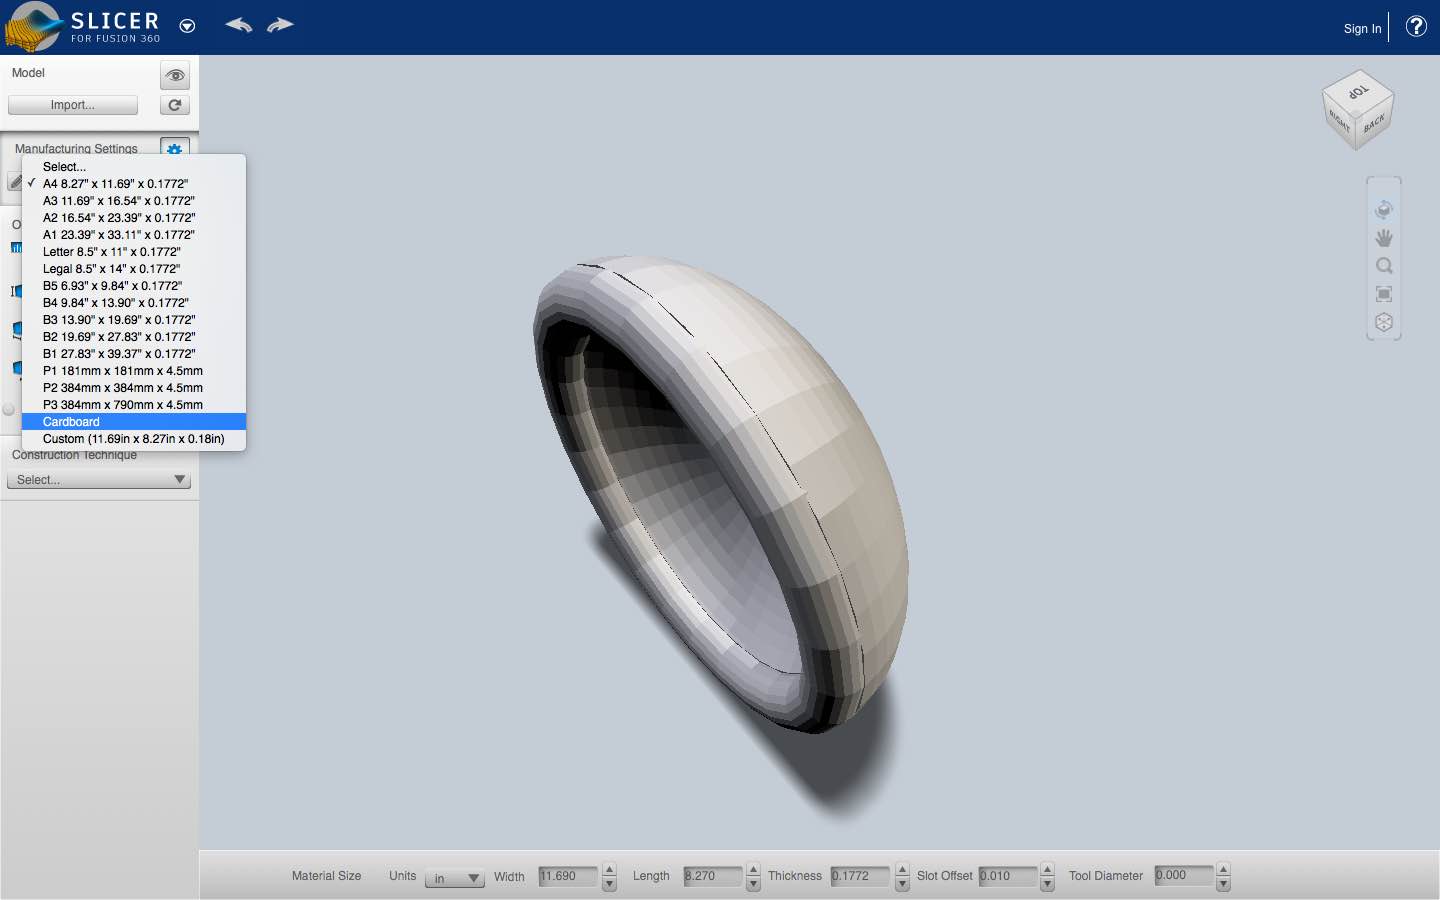 SLICER
FOR FUSION 360
Sign In
?
Model
Import...
Manufacturing Settings
Select...
✓ A4 8.27" x 11.69" x 0.1772"
A3 11.69" x 16.54" x 0.1772"
A2 16.54" x 23.39" x 0.1772"
A1 23.39" x 33.11" x 0.1772"
Letter 8.5" x 11" x 0.1772"
Legal 8.5" x 14" x 0.1772"
B5 6.93" x 9.84" x 0.1772"
B4 9.84" x 13.90" x 0.1772"
B3 13.90" x 19.69" x 0.1772"
B2 19.69" x 27.83" x 0.1772"
B1 27.83" x 39.37" x 0.1772"
P1 181mm x 181mm x 4.5mm
P2 384mm x 384mm x 4.5mm
P3 384mm x 790mm x 4.5mm
Cardboard
Custom (11.69in x 8.27in x 0.18in)
Construction Technique
Select...
TOP
RIGHT
BACK
Material Size Units in Width 11.690 Length 8.270 Thickness 0.1772 Slot Offset 0.010 Tool Diameter 0.000